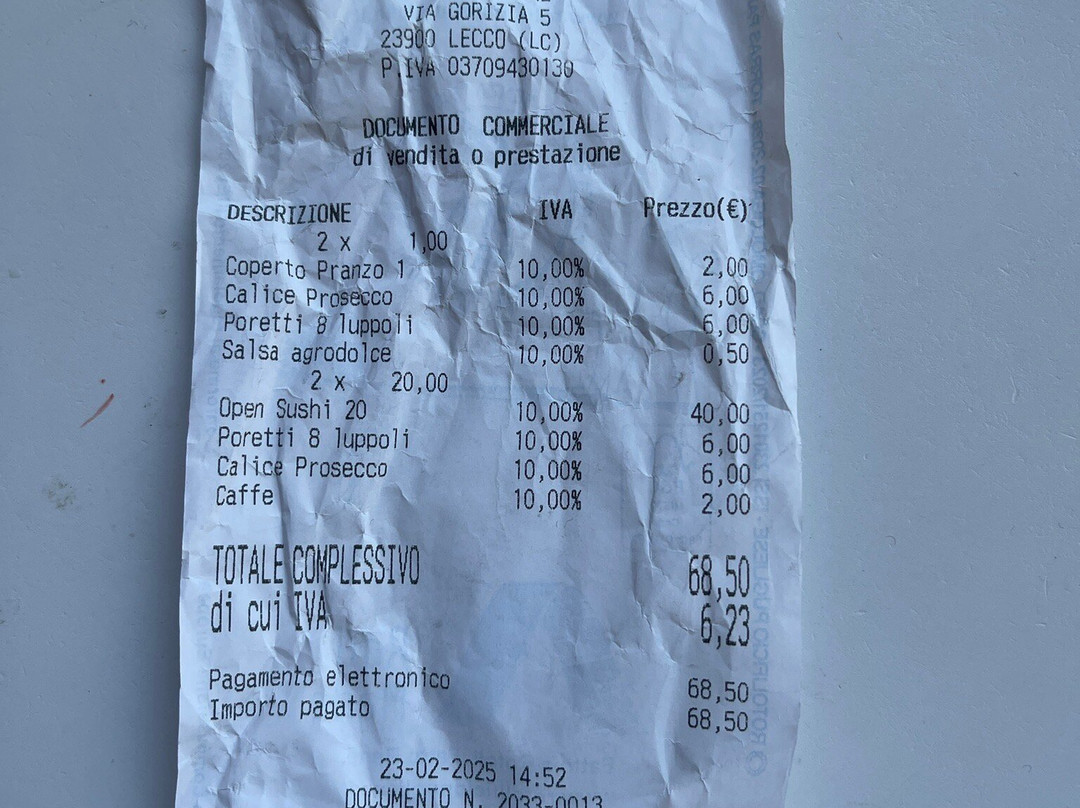 VIA GORIZIA 5
23900 LECCO (LC)
P.IVA 03709430130
DOCUMENTO COMMERCIALE
di vendita o prestazione
DESCRIZIONE IVA Prezzo(€)
2 x 1,00
Coperto Pranzo 1 10,00% 2,00
Calice Prosecco 10,00% 6,00
Poretti 8 luppoli 10,00% 6,00
Salsa agrodolce 10,00% 0,50
2 x 20,00
Open Sushi 20 10,00% 40,00
Poretti 8 luppoli 10,00% 6,00
Calice Prosecco 10,00% 6,00
Caffe 10,00% 2,00
TOTALE COMPLESSIVO 68,50
di cui IVA 6,23
Pagamento elettronico 68,50
Importo pagato 68,50
23-02-2025 14:52
DOCUMENTO N. 2033-0013